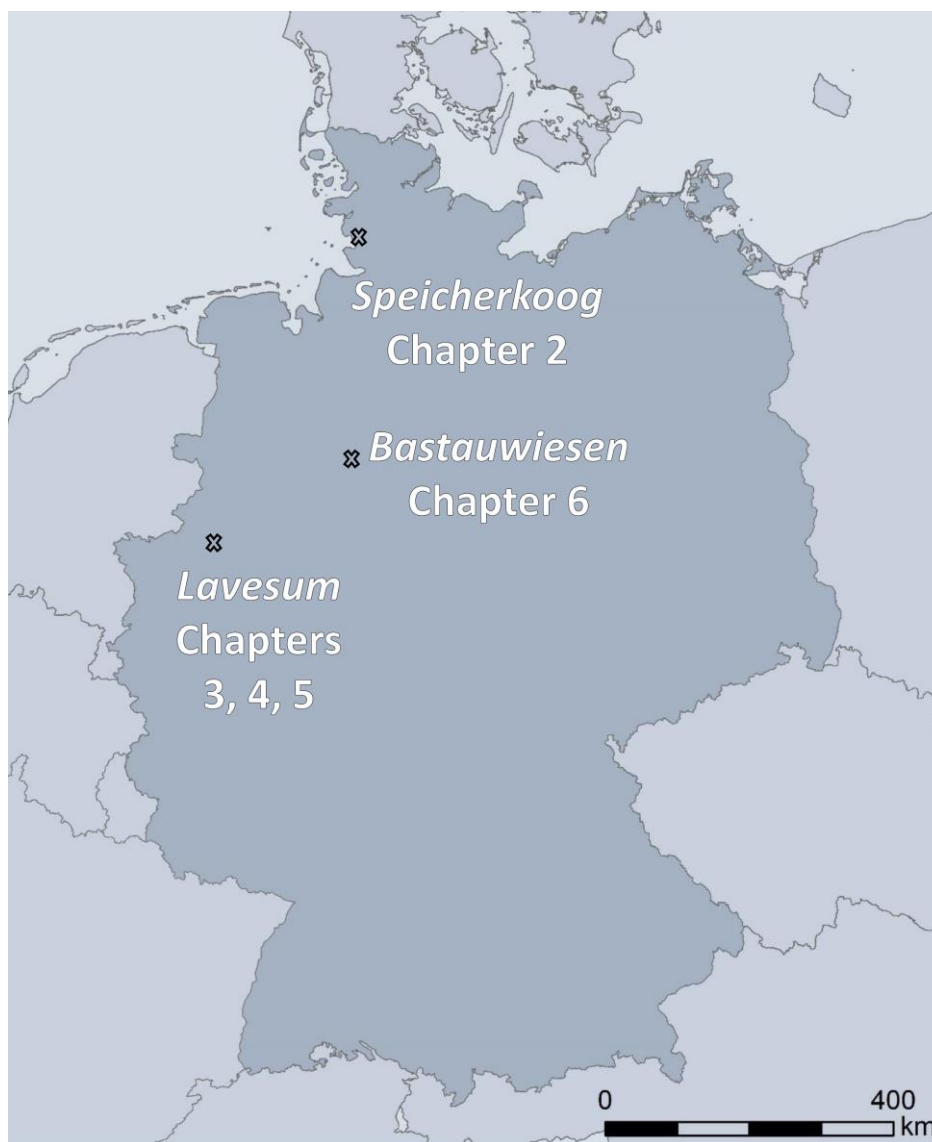 Speicherkoog
Chapter 2
Bastauwiesen
Chapter 6
Lavesum
Chapters
3, 4, 5
0 400
km